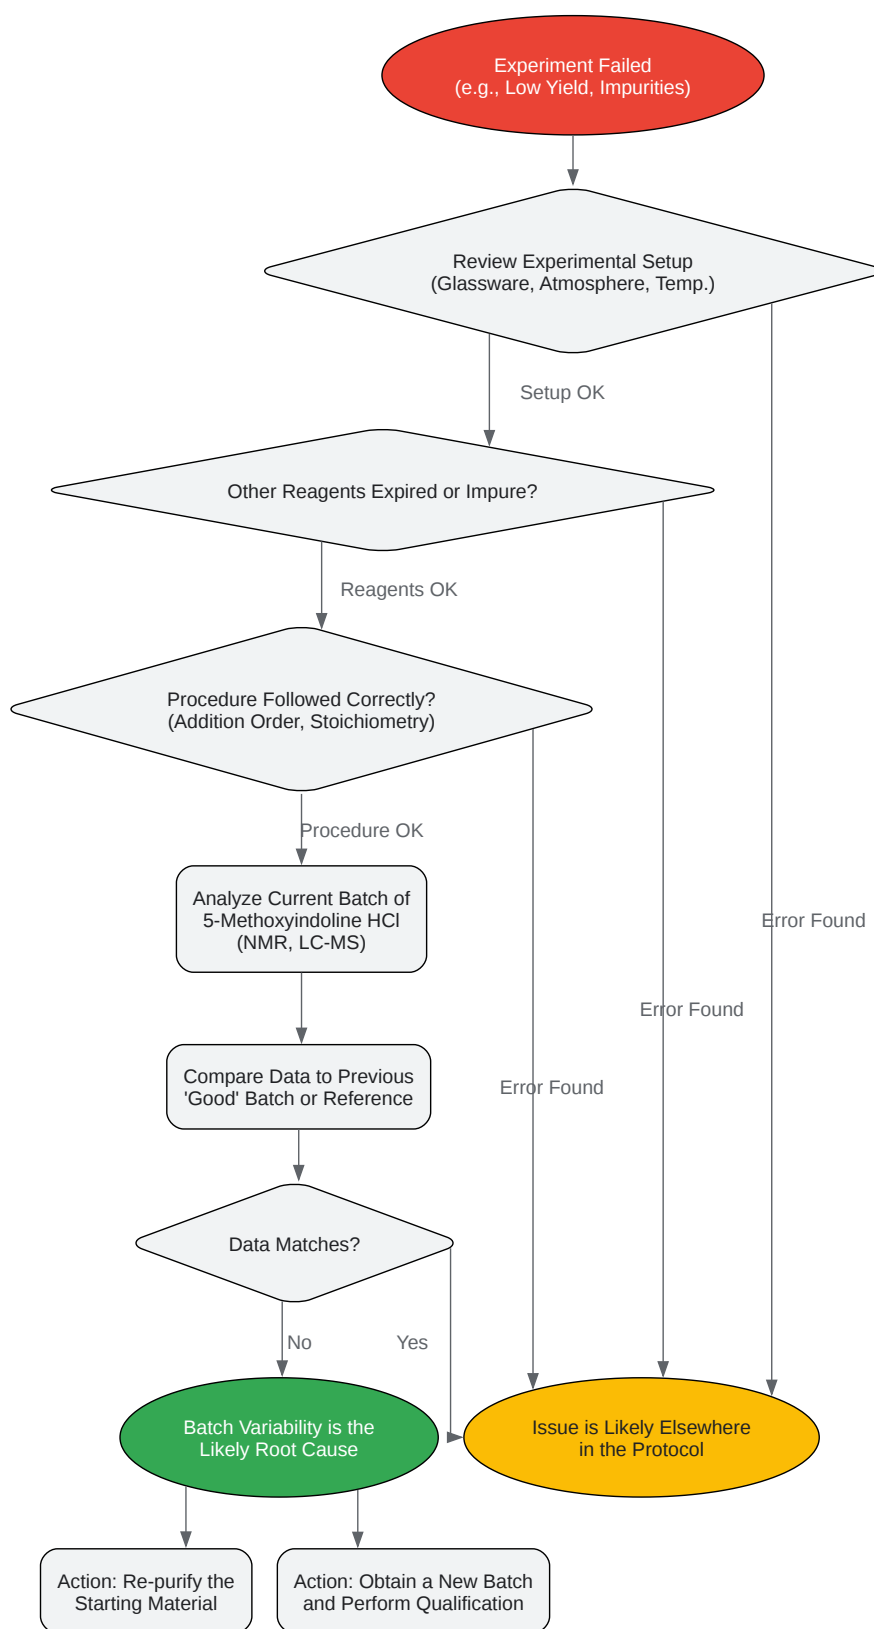 Experiment Failed
(e.g., Low Yield, Impurities)
Review Experimental Setup
(Glassware, Atmosphere, Temp.)
Setup OK
Other Reagents Expired or Impure?
Reagents OK
Procedure Followed Correctly?
(Addition Order, Stoichiometry)
Procedure OK
Analyze Current Batch of
5-Methoxyindoline HCl
(NMR, LC-MS)
Error Found
Error Found
Compare Data to Previous
'Good' Batch or Reference
Error Found
Data Matches?
No
Yes
Batch Variability is the
Likely Root Cause
Issue is Likely Elsewhere
in the Protocol
Action: Re-purify the
Starting Material
Action: Obtain a New Batch
and Perform Qualification